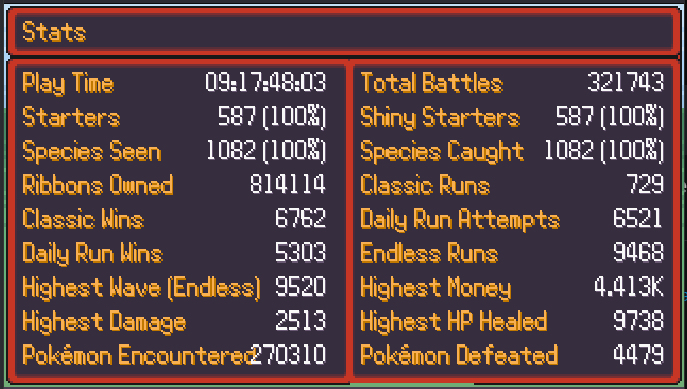 Stats
Play Time 09:17:48:03 Total Battles 321743
Starters 587 (100%) Shiny Starters 587 (100%)
Species Seen 1082 (100%) Species Caught 1082 (100%)
Ribbons Owned 814114 Classic Runs 729
Classic Wins 6762 Daily Run Attempts 6521
Daily Run Wins 5303 Endless Runs 9468
Highest Wave (Endless) 9520 Highest Money 4.413K
Highest Damage 2513 Highest HP Healed 9738
Pokémon Encountered 270310 Pokémon Defeated 4479